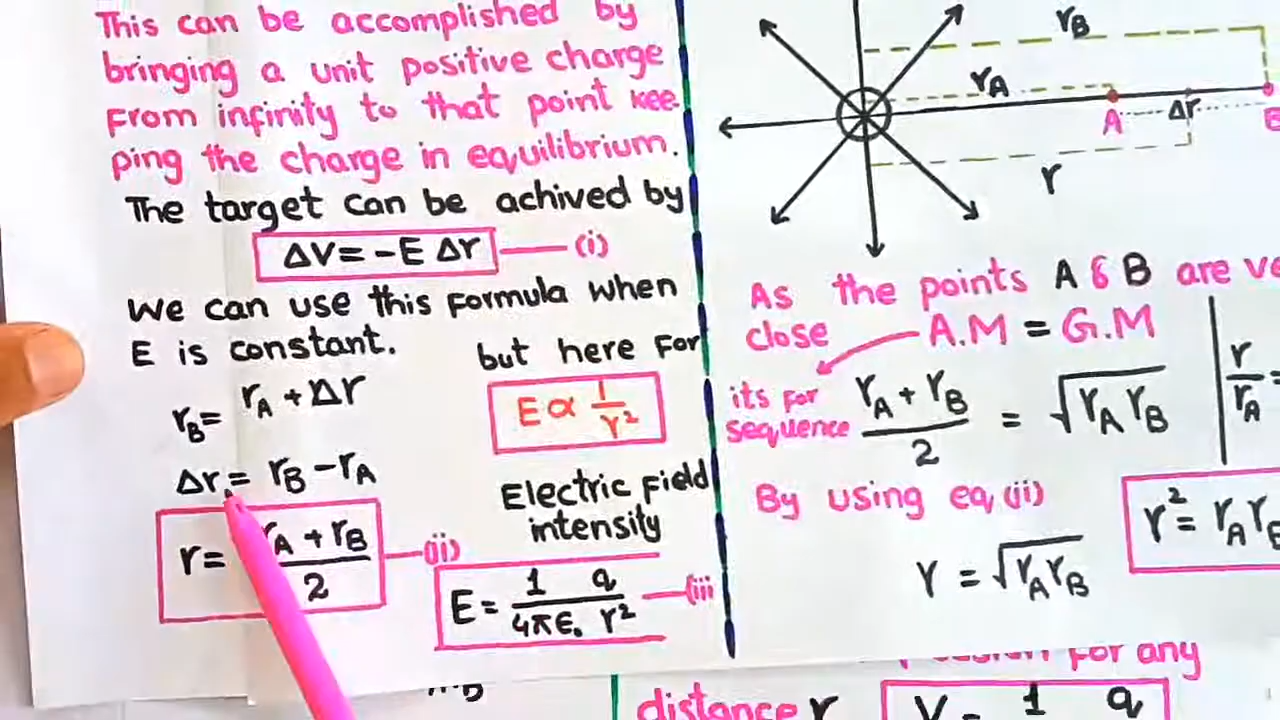 This can be accomplished by
bringing a unit positive charge
From infinity to that point kee-
ping the charge in equilibrium.
The target can be achived by
ΔV = -E Δr (i)
We can use this formula when
E is constant.
but here for
r_B = r_A + Δr
E ∝ 1/r²
Δr = r_B - r_A
Electric field
intensity
r = (r_A + r_B)/2 (ii)
E = 1/4πε₀ q/r² (iii
r_B
r_A
A
Δr
B
r
As the points A & B are ve
close A.M = G.M
its for
sequence
(r_A + r_B)/2 = √(r_A r_B)
r/r_A =
By using eq, (ii)
r² = r_A r_B
r = √(r_A r_B)
for any
distance r
V = 1 q